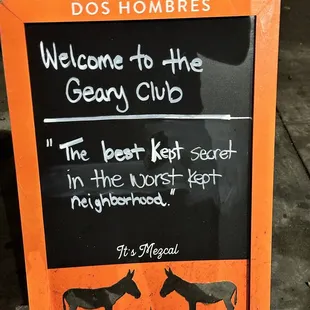 DOS HOMBRES
Welcome to the
Geary Club
"The best kept secret
in the worst kept
neighborhood."
It's Mezcal